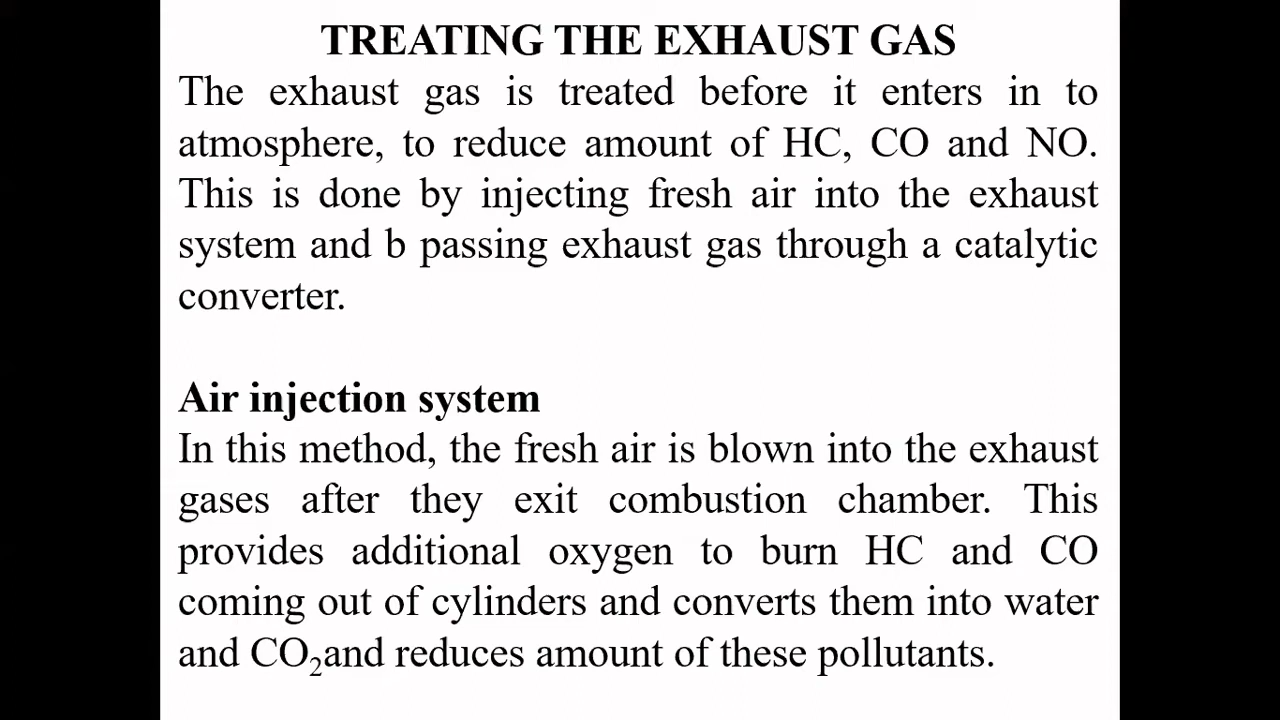 TREATING THE EXHAUST GAS
The exhaust gas is treated before it enters in to
atmosphere, to reduce amount of HC, CO and NO.
This is done by injecting fresh air into the exhaust
system and b passing exhaust gas through a catalytic
converter.
Air injection system
In this method, the fresh air is blown into the exhaust
gases after they exit combustion chamber. This
provides additional oxygen to burn HC and CO
coming out of cylinders and converts them into water
and CO₂and reduces amount of these pollutants.